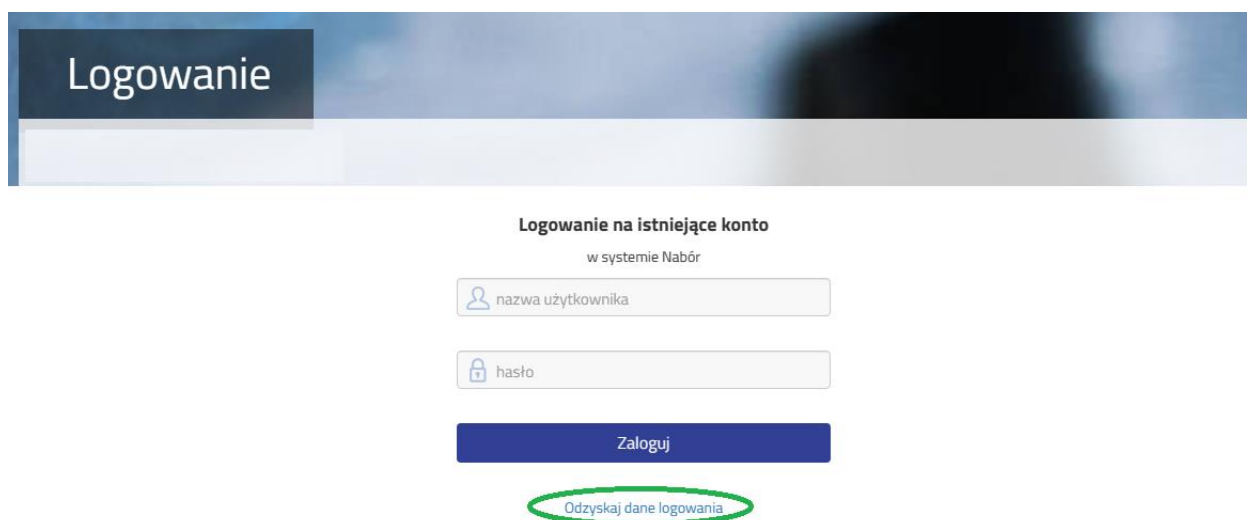 Logowanie
Logowanie na istniejące konto
w systemie Nabór
nazwa użytkownika
hasło
Zaloguj
Odzyskaj dane logowania